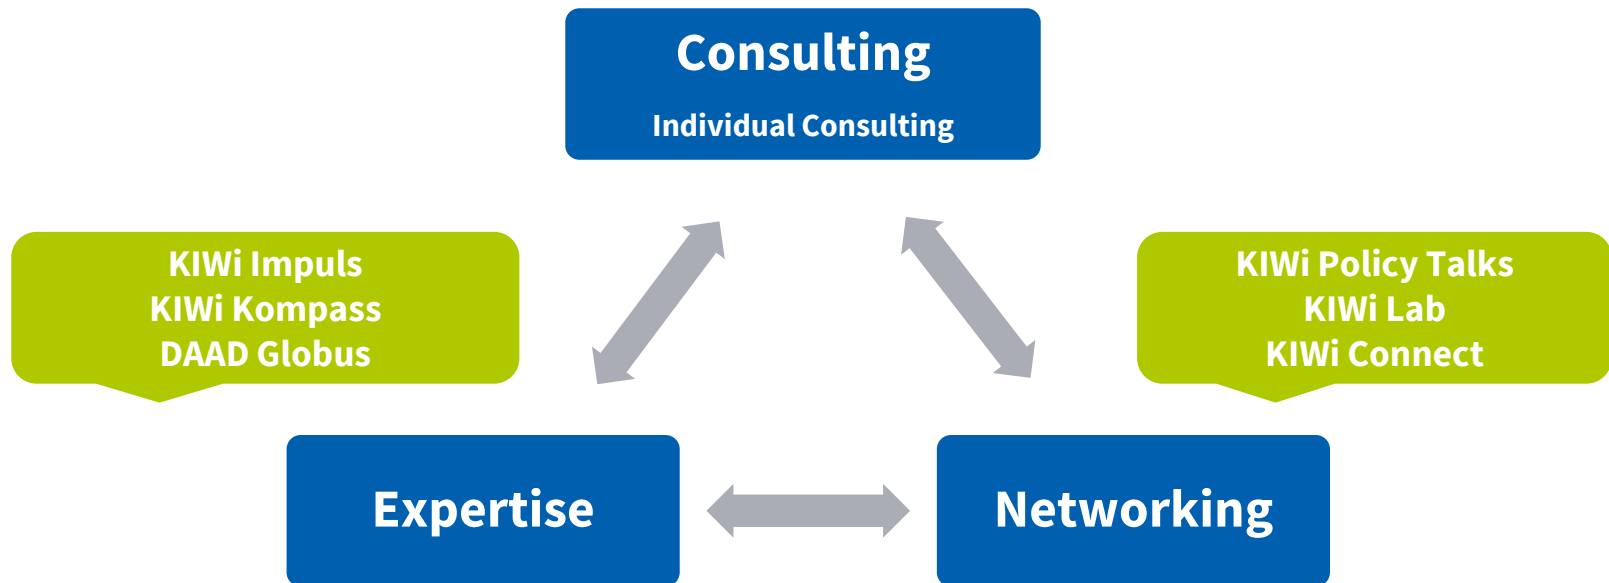 Consulting
Individual Consulting
KIWi Impuls
KIWi Kompass
DAAD Globus
KIWi Policy Talks
KIWi Lab
KIWi Connect
Expertise
Networking